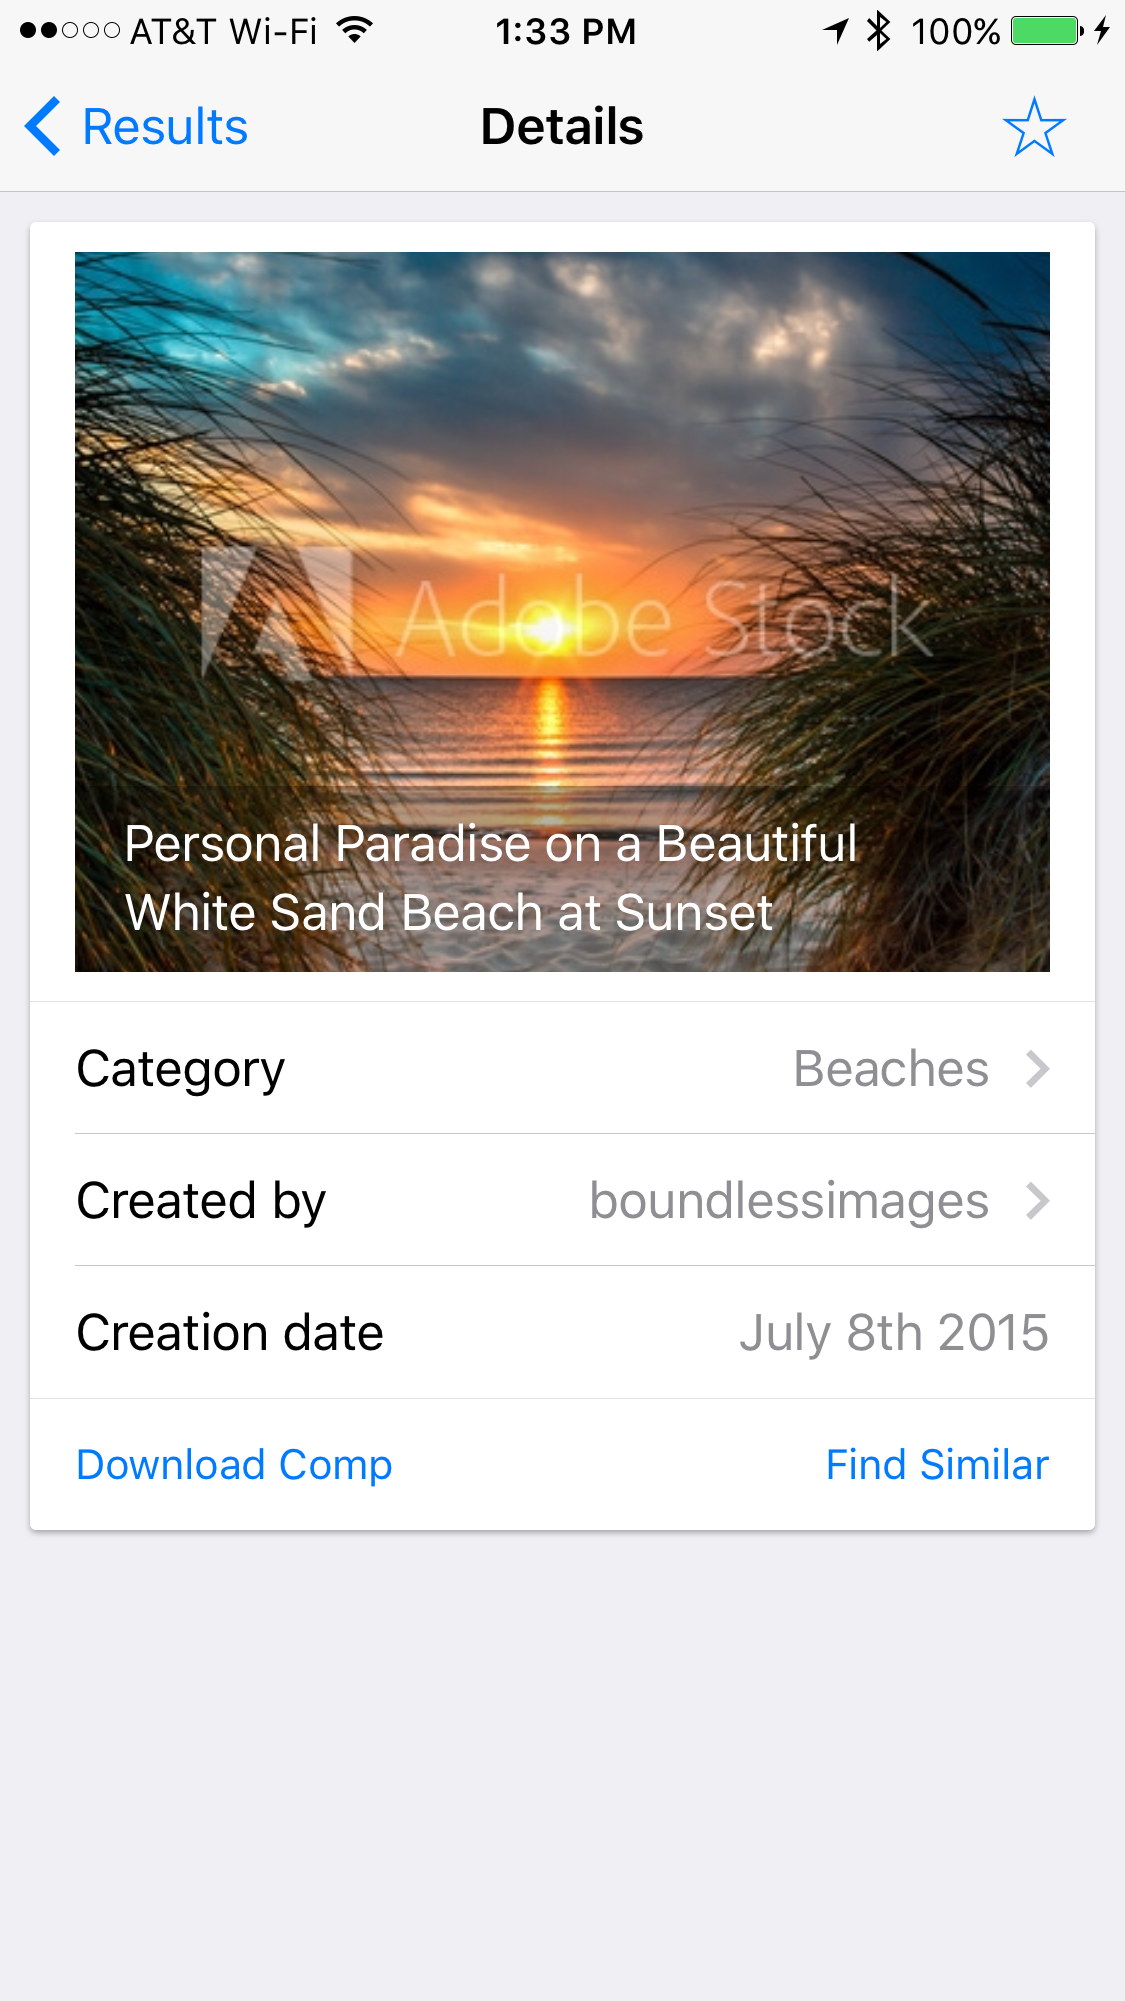 AT&T Wi-Fi 1:33 PM 100%
Results Details
Adobe Stock
Personal Paradise on a Beautiful
White Sand Beach at Sunset
Category Beaches
Created by boundlessimages
Creation date July 8th 2015
Download Comp Find Similar